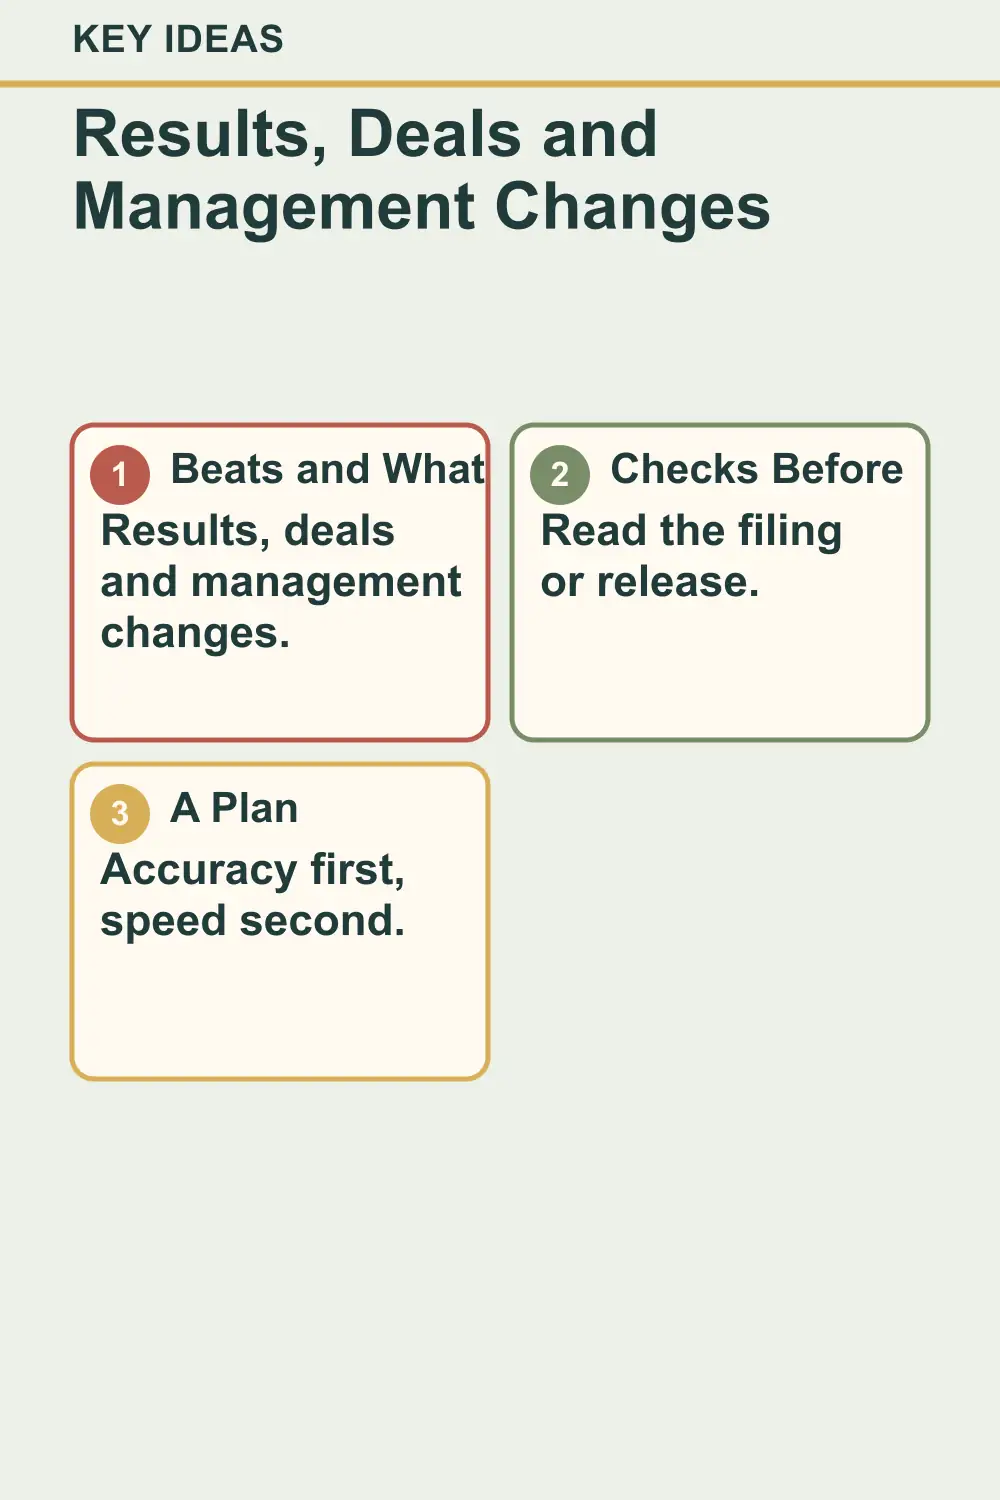 KEY IDEAS
Results, Deals and
Management Changes
1 Beats and What
Results, deals
and management
changes.
2 Checks Before
Read the filing
or release.
3 A Plan
Accuracy first,
speed second.